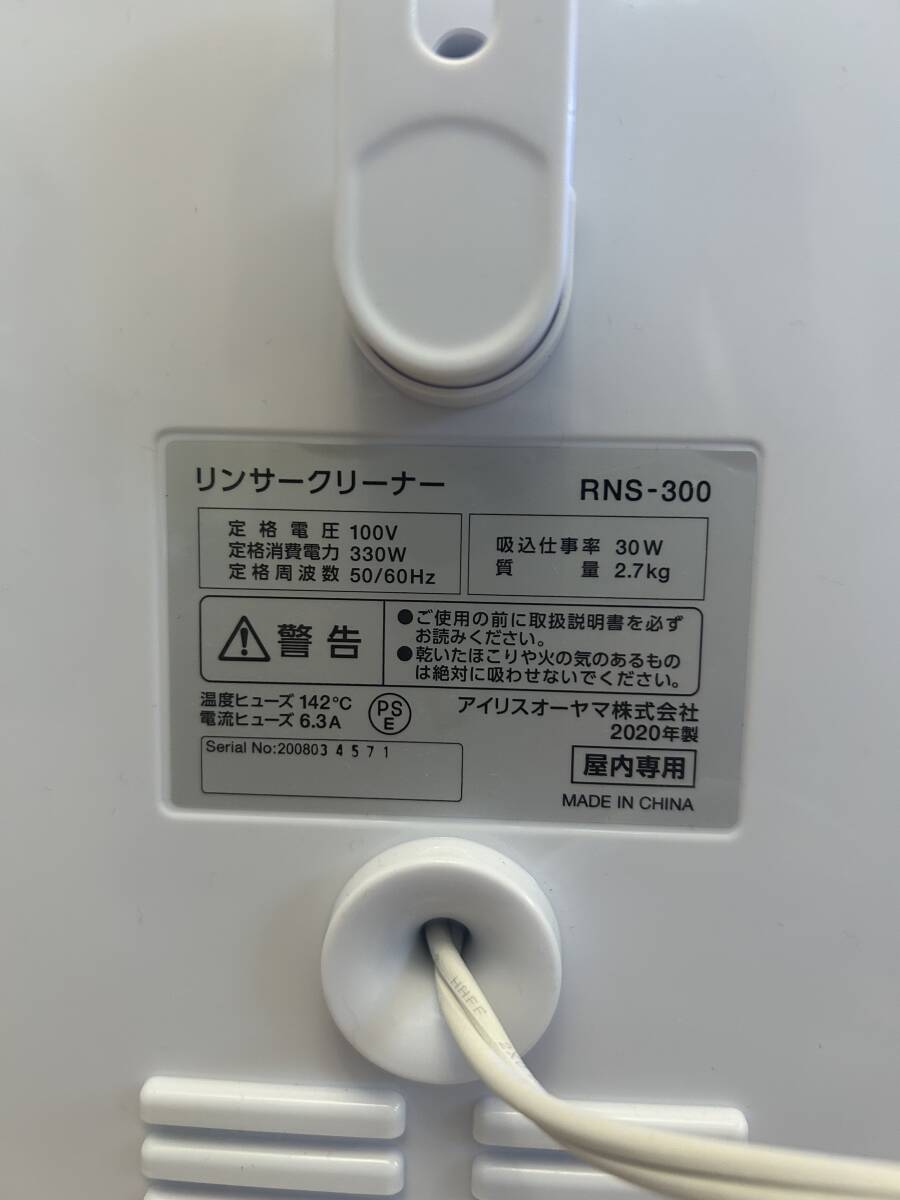 リンサークリーナー RNS-300
定格電圧 100V
定格消費電力 330W
定格周波数 50/60Hz
吸込仕事率 30W
質量 2.7kg
警告
●ご使用の前に取扱説明書を必ず
お読みください。
●乾いたほこりや火の気のあるもの
は絶対に吸わせないでください。
温度ヒューズ 142℃
電流ヒューズ 6.3A
PS
E
アイリスオーヤマ株式会社
2020年製
Serial No:200803 4 5 7 1
屋内専用
MADE IN CHINA
HHFF